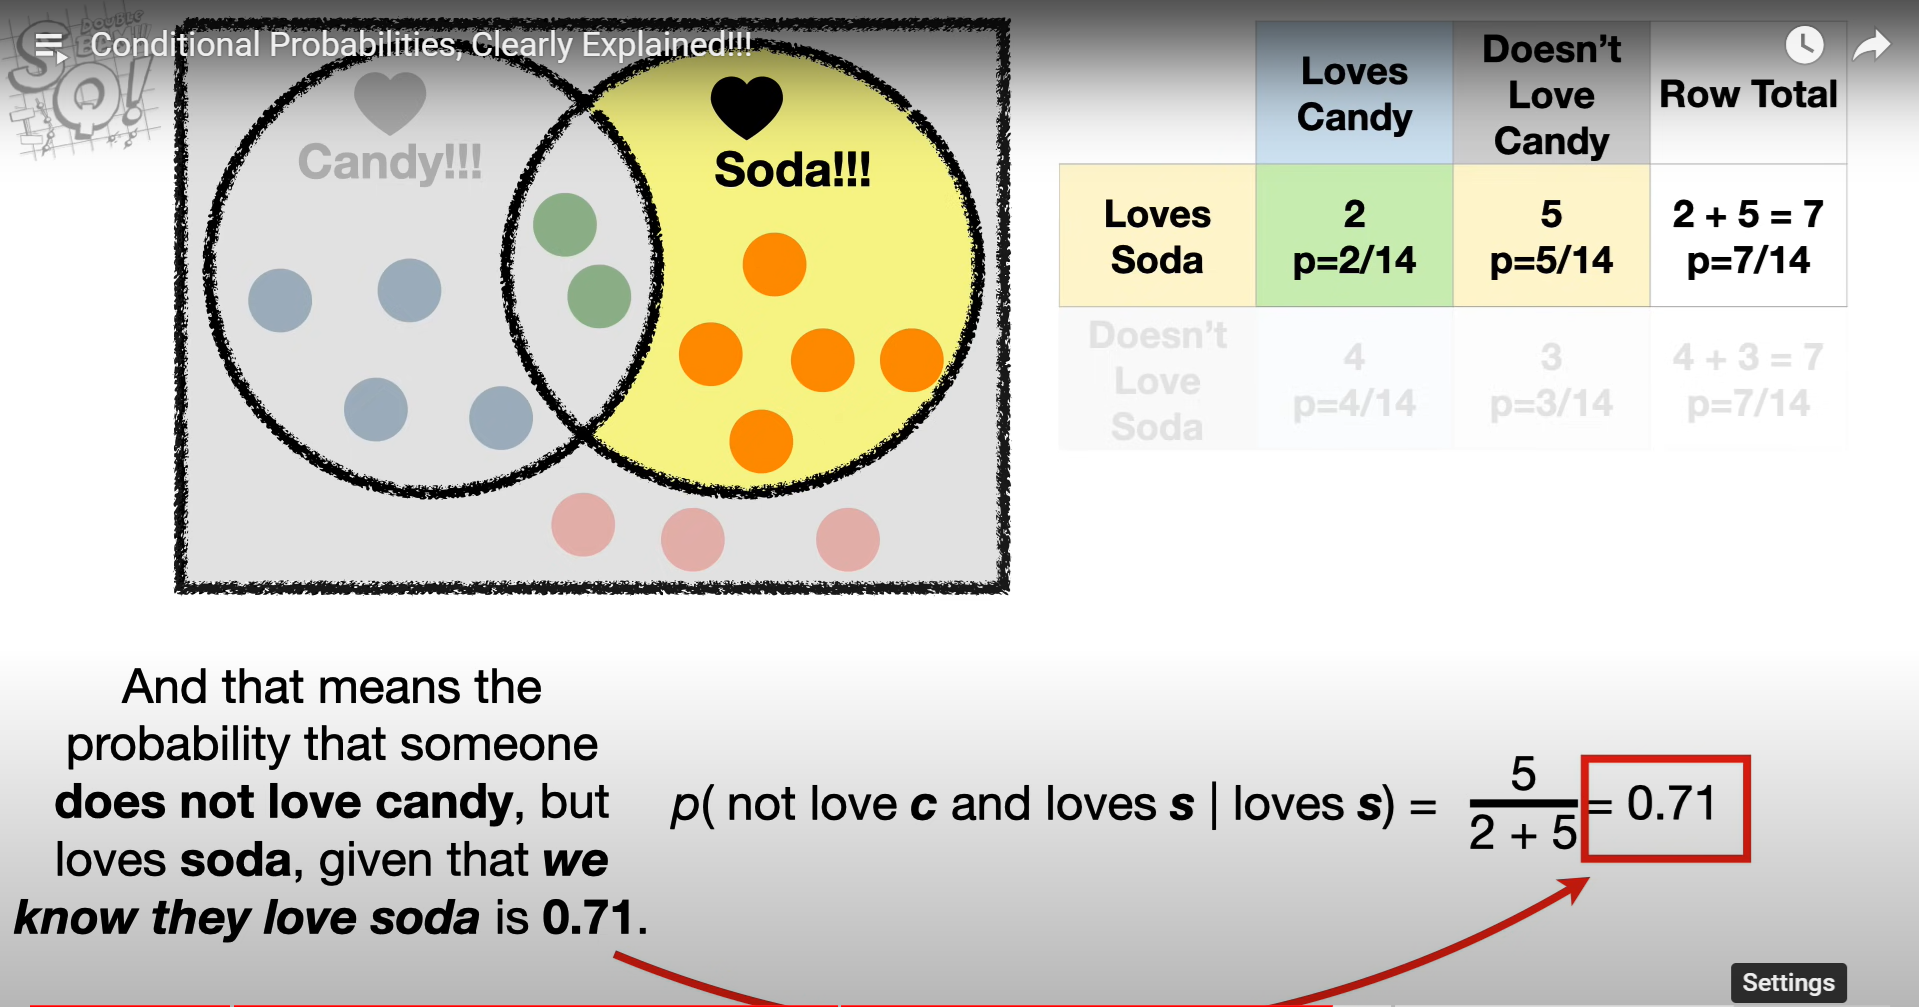 Conditional Probabilities, Clearly Explained!!!
DOUBLE
BAM!!
SQ!
Candy!!!
Soda!!!
Loves Candy
Doesn’t Love Candy
Row Total
Loves Soda
2
p=2/14
5
p=5/14
2 + 5 = 7
p=7/14
Doesn’t Love Soda
4
p=4/14
3
p=3/14
4 + 3 = 7
p=7/14
And that means the
probability that someone
does not love candy, but
loves soda, given that we
know they love soda is 0.71.
p( not love c and loves s | loves s) = 5 / 2 + 5 = 0.71
Settings